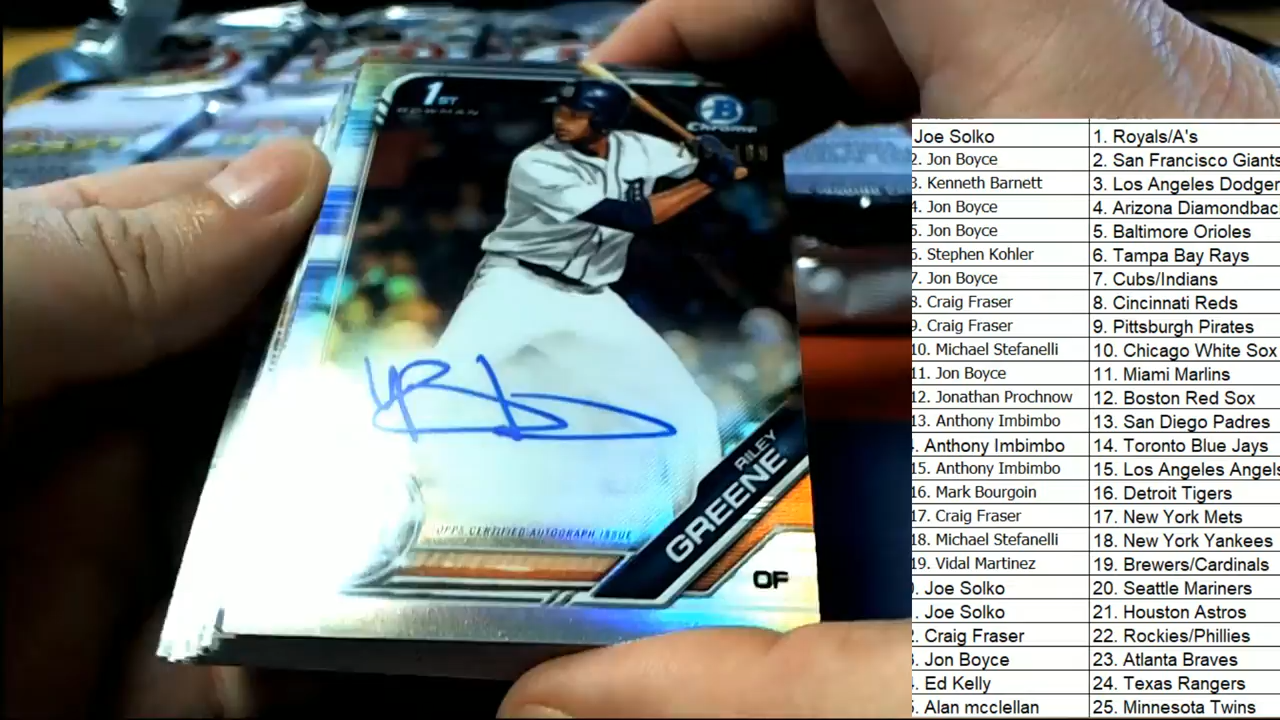 1ST
BOWMAN
B
Chrome
D
TOPPS CERTIFIED AUTOGRAPH ISSUE
RILEY
GREENE
OF
Joe Solko 1. Royals/A's
2. Jon Boyce 2. San Francisco Giants
3. Kenneth Barnett 3. Los Angeles Dodger
4. Jon Boyce 4. Arizona Diamondbac
5. Jon Boyce 5. Baltimore Orioles
6. Stephen Kohler 6. Tampa Bay Rays
7. Jon Boyce 7. Cubs/Indians
8. Craig Fraser 8. Cincinnati Reds
9. Craig Fraser 9. Pittsburgh Pirates
10. Michael Stefanelli 10. Chicago White Sox
11. Jon Boyce 11. Miami Marlins
12. Jonathan Prochnow 12. Boston Red Sox
13. Anthony Imbimbo 13. San Diego Padres
. Anthony Imbimbo 14. Toronto Blue Jays
15. Anthony Imbimbo 15. Los Angeles Angels
16. Mark Bourgoin 16. Detroit Tigers
17. Craig Fraser 17. New York Mets
18. Michael Stefanelli 18. New York Yankees
19. Vidal Martinez 19. Brewers/Cardinals
. Joe Solko 20. Seattle Mariners
. Joe Solko 21. Houston Astros
. Craig Fraser 22. Rockies/Phillies
. Jon Boyce 23. Atlanta Braves
. Ed Kelly 24. Texas Rangers
. Alan mcclellan 25. Minnesota Twins